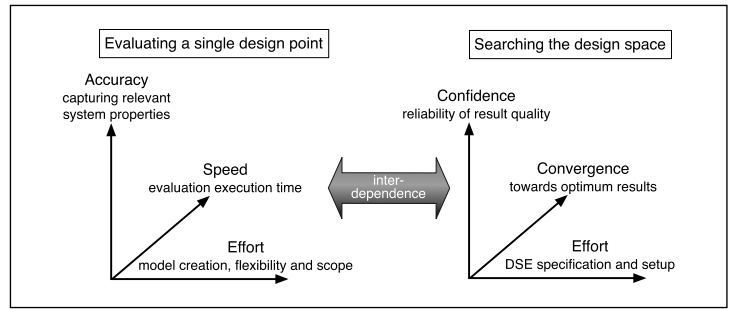 Evaluating a single design point
Accuracy
capturing relevant
system properties
Speed
evaluation execution time
Effort
model creation, flexibility and scope
inter-
dependence
Searching the design space
Confidence
reliability of result quality
Convergence
towards optimum results
Effort
DSE specification and setup